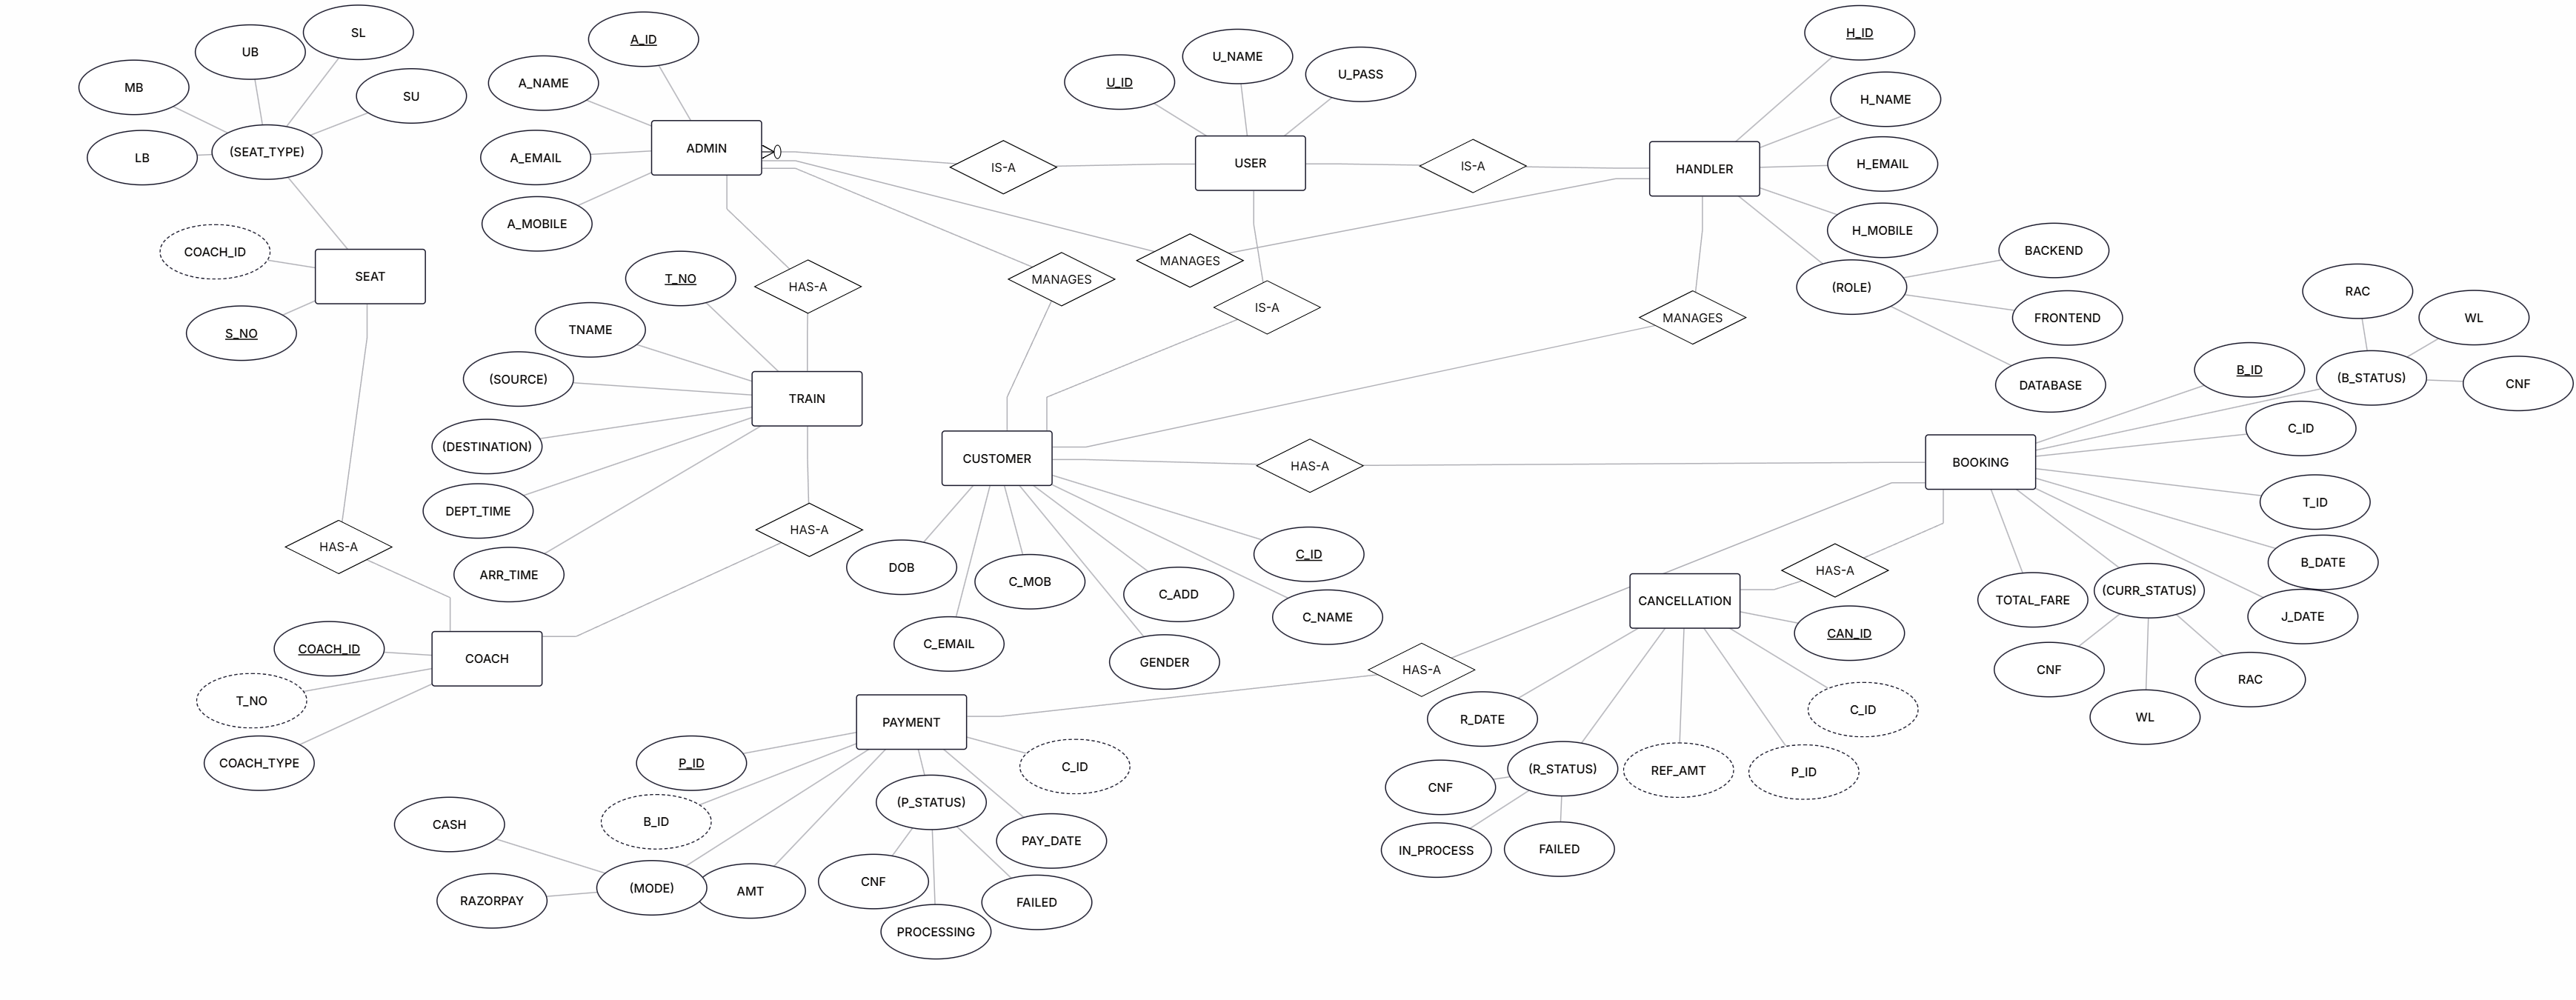 SL
UB
MB
SU
LB
(SEAT_TYPE)
COACH_ID
SEAT
S_NO
A_ID
A_NAME
A_EMAIL
A_MOBILE
ADMIN
IS-A
U_ID
U_NAME
U_PASS
USER
IS-A
HANDLER
H_ID
H_NAME
H_EMAIL
H_MOBILE
(ROLE)
BACKEND
FRONTEND
DATABASE
MANAGES
MANAGES
IS-A
MANAGES
HAS-A
T_NO
TNAME
(SOURCE)
(DESTINATION)
DEPT_TIME
ARR_TIME
TRAIN
HAS-A
HAS-A
COACH_ID
T_NO
COACH_TYPE
COACH
CUSTOMER
HAS-A
DOB
C_EMAIL
C_MOB
GENDER
C_ADD
C_NAME
C_ID
BOOKING
B_ID
(B_STATUS)
RAC
WL
CNF
C_ID
T_ID
B_DATE
J_DATE
(CURR_STATUS)
TOTAL_FARE
CNF
WL
RAC
HAS-A
CANCELLATION
CAN_ID
C_ID
P_ID
REF_AMT
(R_STATUS)
R_DATE
CNF
IN_PROCESS
FAILED
HAS-A
PAYMENT
P_ID
B_ID
(MODE)
CASH
RAZORPAY
AMT
(P_STATUS)
CNF
PROCESSING
FAILED
PAY_DATE
C_ID